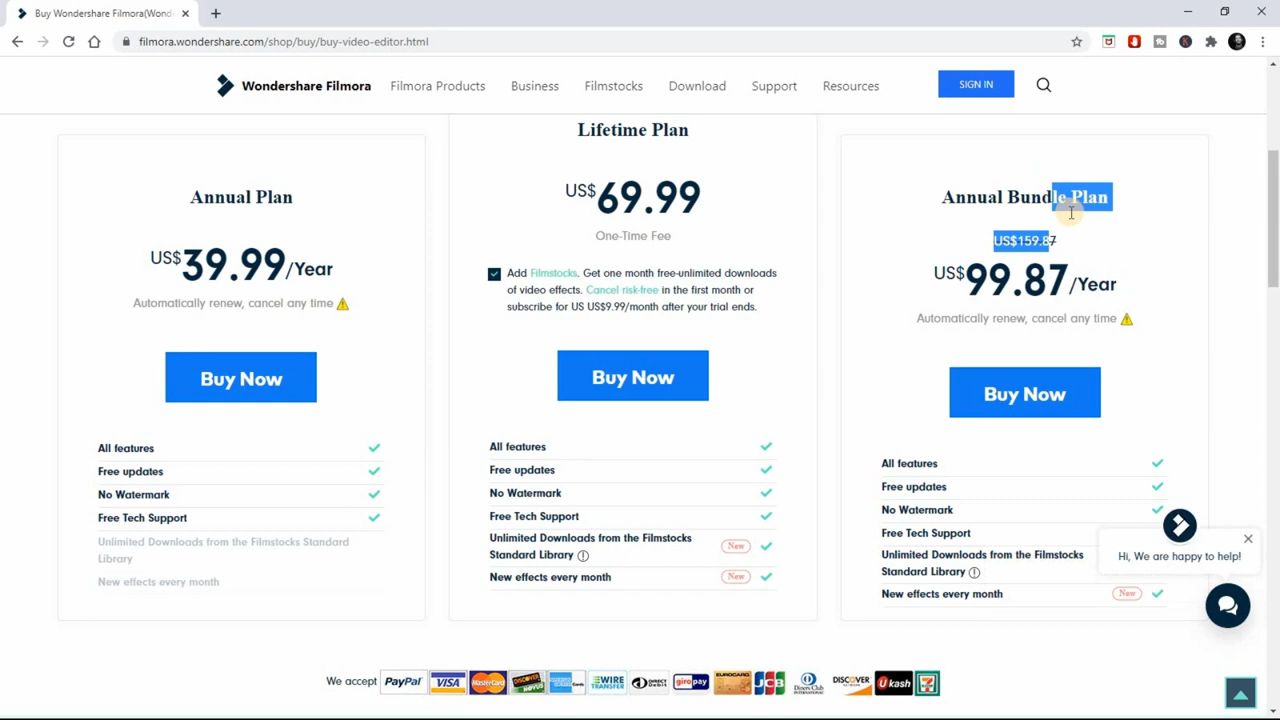 Buy Wondershare Filmora(Wond
filmora.wondershare.com/shop/buy/buy-video-editor.html
Wondershare Filmora
Filmora Products
Business
Filmstocks
Download
Support
Resources
SIGN IN
Annual Plan
US$39.99/Year
Automatically renew, cancel any time
Buy Now
All features
Free updates
No Watermark
Free Tech Support
Unlimited Downloads from the Filmstocks Standard
Library
New effects every month
Lifetime Plan
US$69.99
One-Time Fee
Add Filmstocks. Get one month free-unlimited downloads
of video effects. Cancel risk-free in the first month or
subscribe for US US$9.99/month after your trial ends.
Buy Now
All features
Free updates
No Watermark
Free Tech Support
Unlimited Downloads from the Filmstocks
Standard Library
New
New effects every month
New
Annual Bundle Plan
US$159.87
US$99.87/Year
Automatically renew, cancel any time
Buy Now
All features
Free updates
No Watermark
Free Tech Support
Unlimited Downloads from the Filmstocks
Standard Library
New effects every month
New
Hi, We are happy to help!
We accept
PayPal
VISA
MasterCard
WIRE
TRANSFER
giropay
EUROCARD
JCB
Diners Club
DISCOVER
Ukash